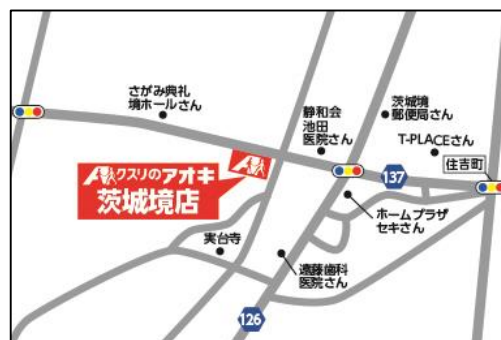 さがみ典礼
境ホールさん
静和会
池田
医院さん
茨城境
郵便局さん
T-PLACEさん
住吉町
クスリのアオキ
茨城境店
137
ホームプラザ
セキさん
実台寺
遠藤歯科
医院さん
126